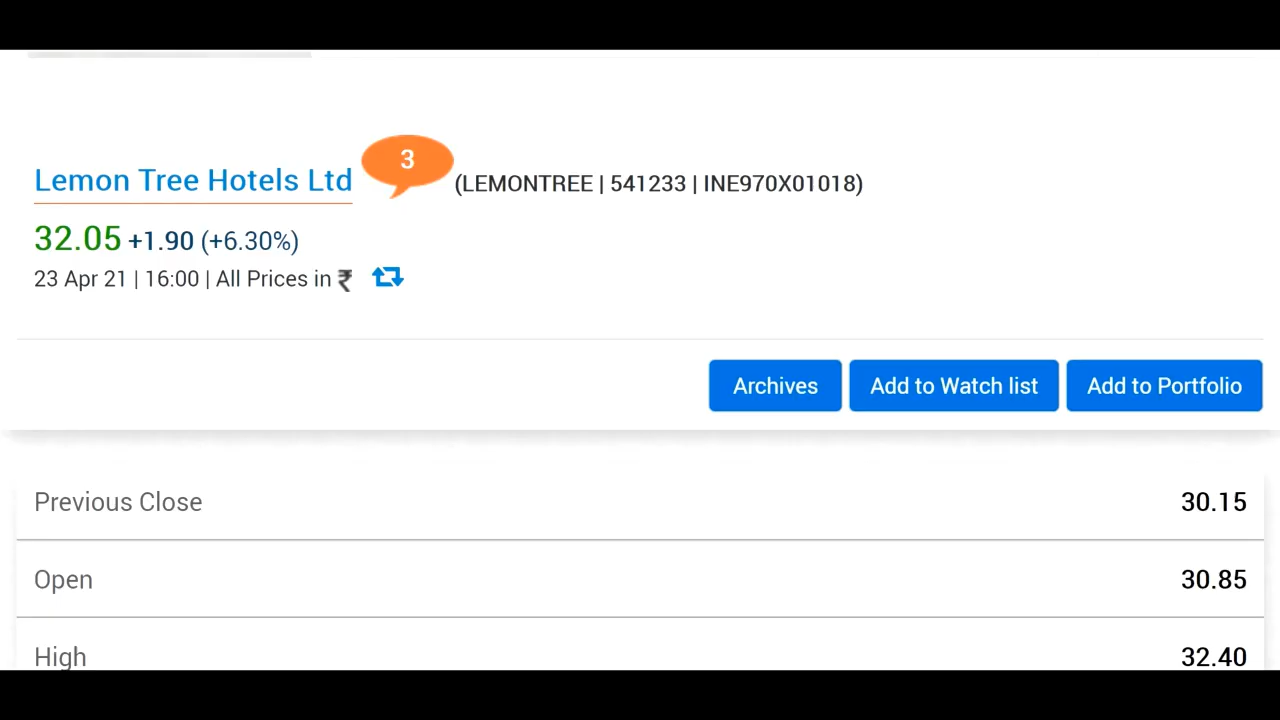 3
Lemon Tree Hotels Ltd (LEMONTREE | 541233 | INE970X01018)
32.05 +1.90 (+6.30%)
23 Apr 21 | 16:00 | All Prices in ₹
Archives Add to Watch list Add to Portfolio
Previous Close 30.15
Open 30.85
High 32.40